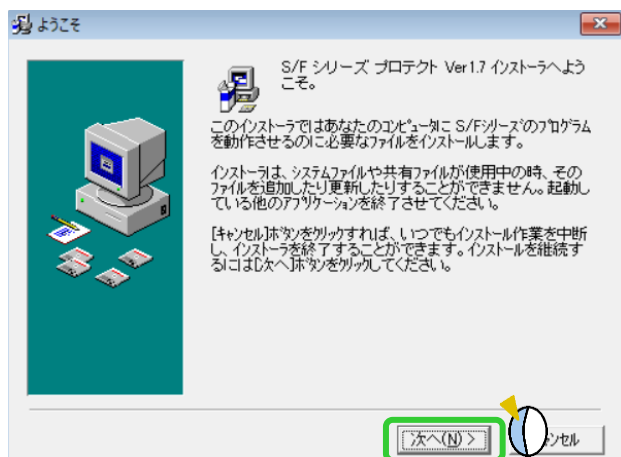 ようこそ
S/F シリーズ プロテクト Ver1.7 インストーラへよう
こそ。
このインストーラではあなたのコンピュータに S/Fシリーズのプログラム
を動作させるのに必要なファイルをインストールします。
インストーラは、システムファイルや共有ファイルが使用中の時、その
ファイルを追加したり更新したりすることができません。起動し
ている他のアプリケーションを終了させてください。
[キャンセル]ボタンをクリックすれば、いつでもインストール作業を中断
し、インストーラを終了することができます。インストールを継続す
るには[次へ]ボタンをクリックしてください。
次へ(N) >
ンセル